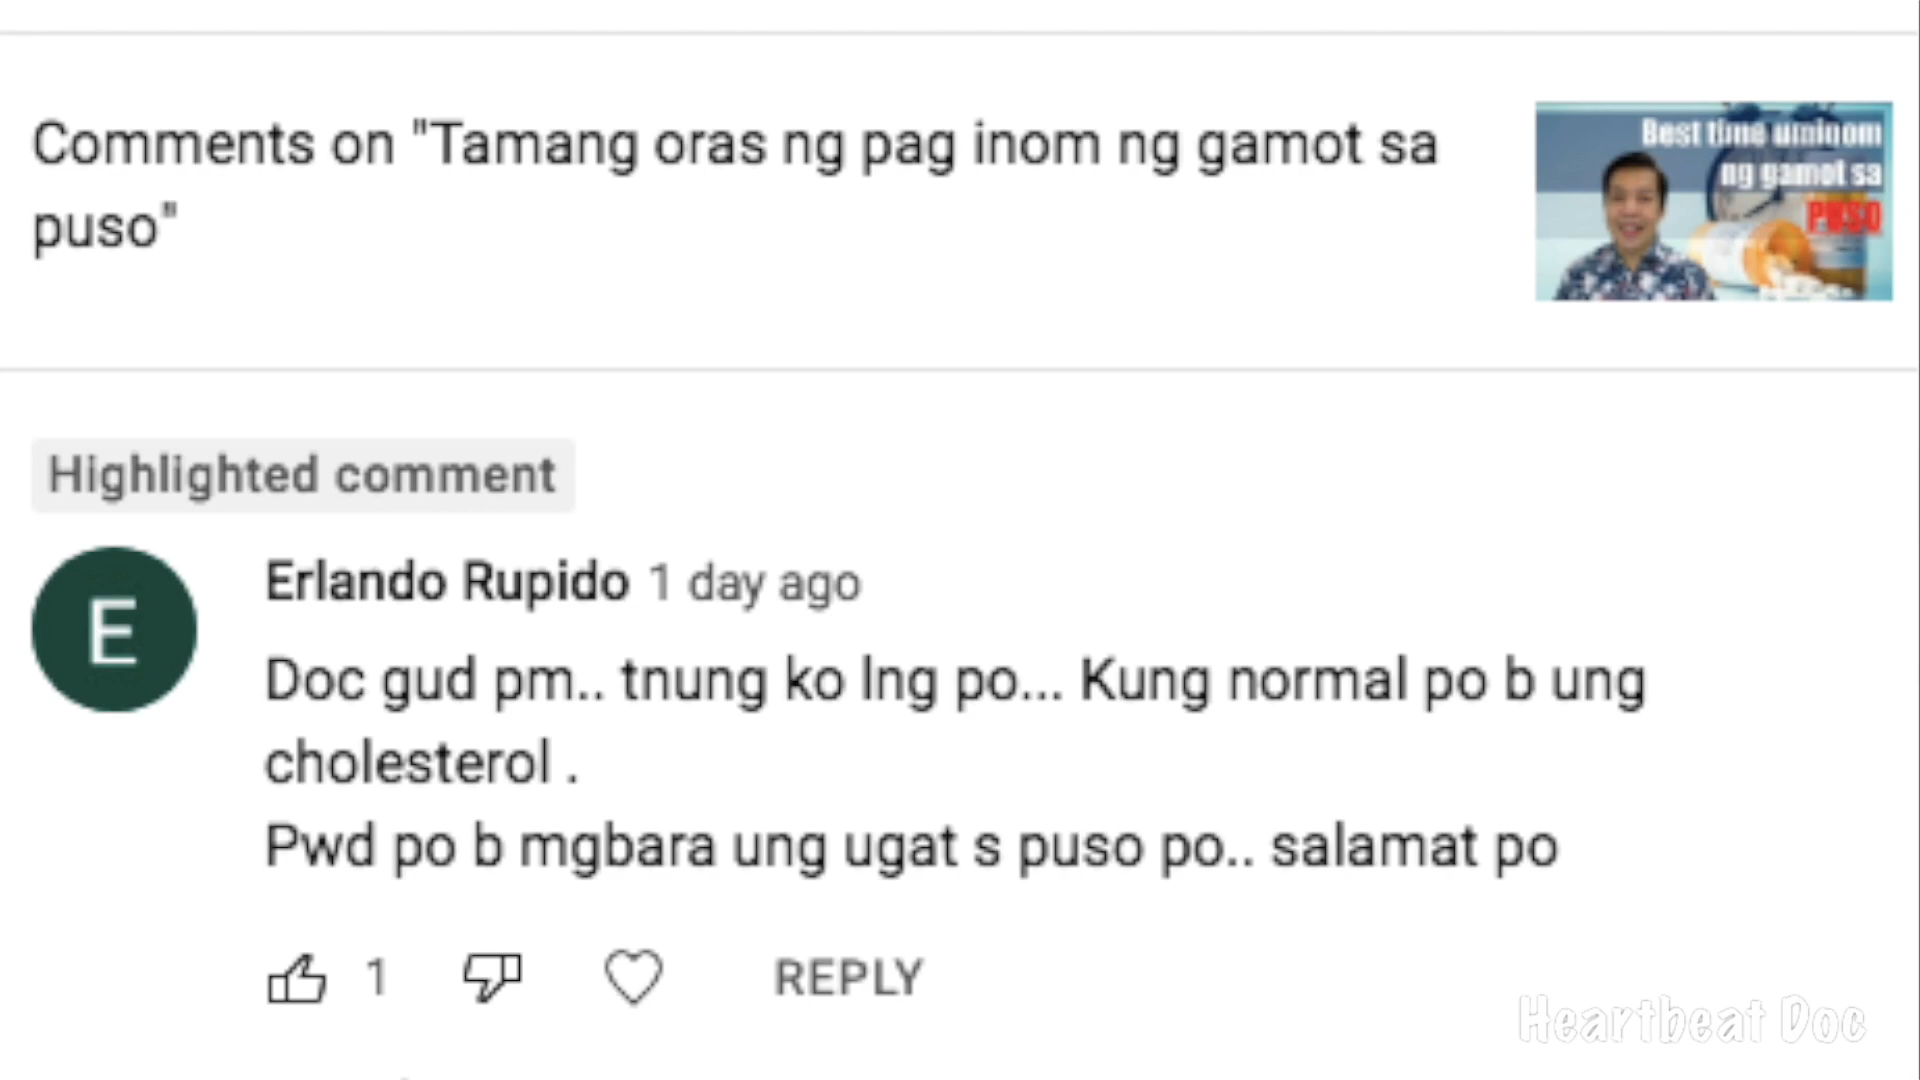 Comments on "Tamang oras ng pag inom ng gamot sa
puso"
Best time uminom
ng gamot sa
PUSO
Highlighted comment
E
Erlando Rupido 1 day ago
Doc gud pm.. tnung ko lng po... Kung normal po b ung
cholesterol .
Pwd po b mgbara ung ugat s puso po.. salamat po
1
REPLY
Heartbeat Doc